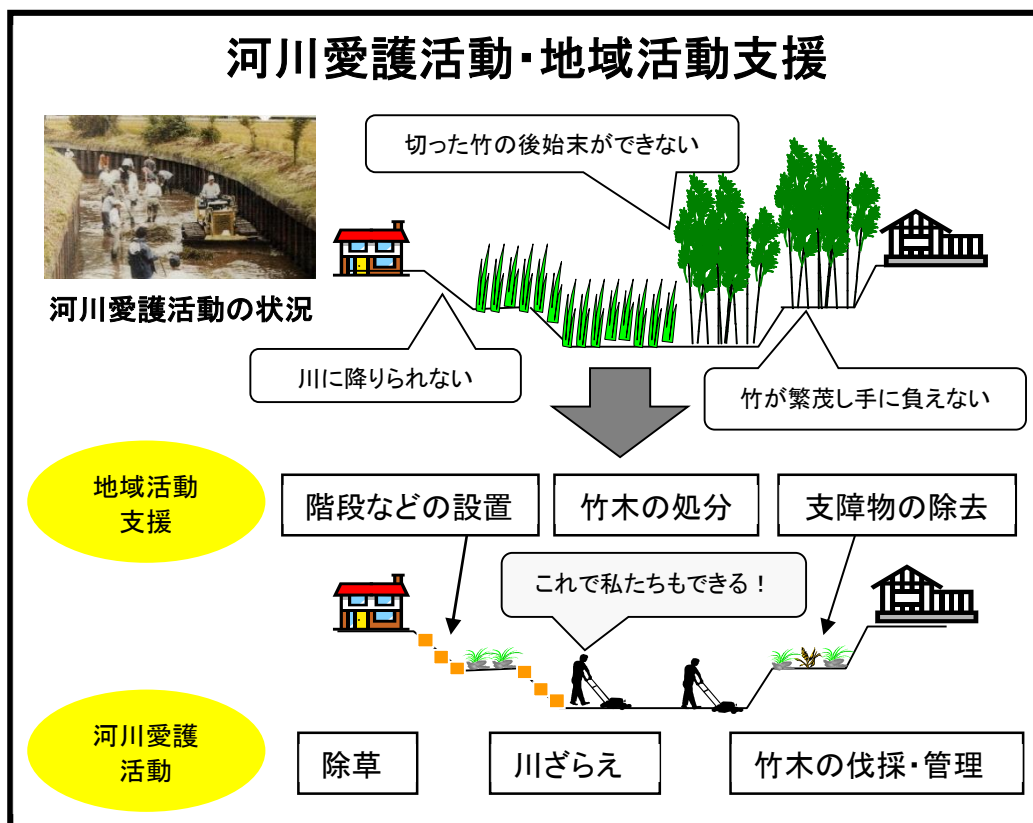 河川愛護活動・地域活動支援
切った竹の後始末ができない
河川愛護活動の状況
川に降りられない
竹が繁茂し手に負えない
地域活動
支援
階段などの設置
竹木の処分
支障物の除去
これで私たちもできる！
河川愛護
活動
除草
川ざらえ
竹木の伐採・管理